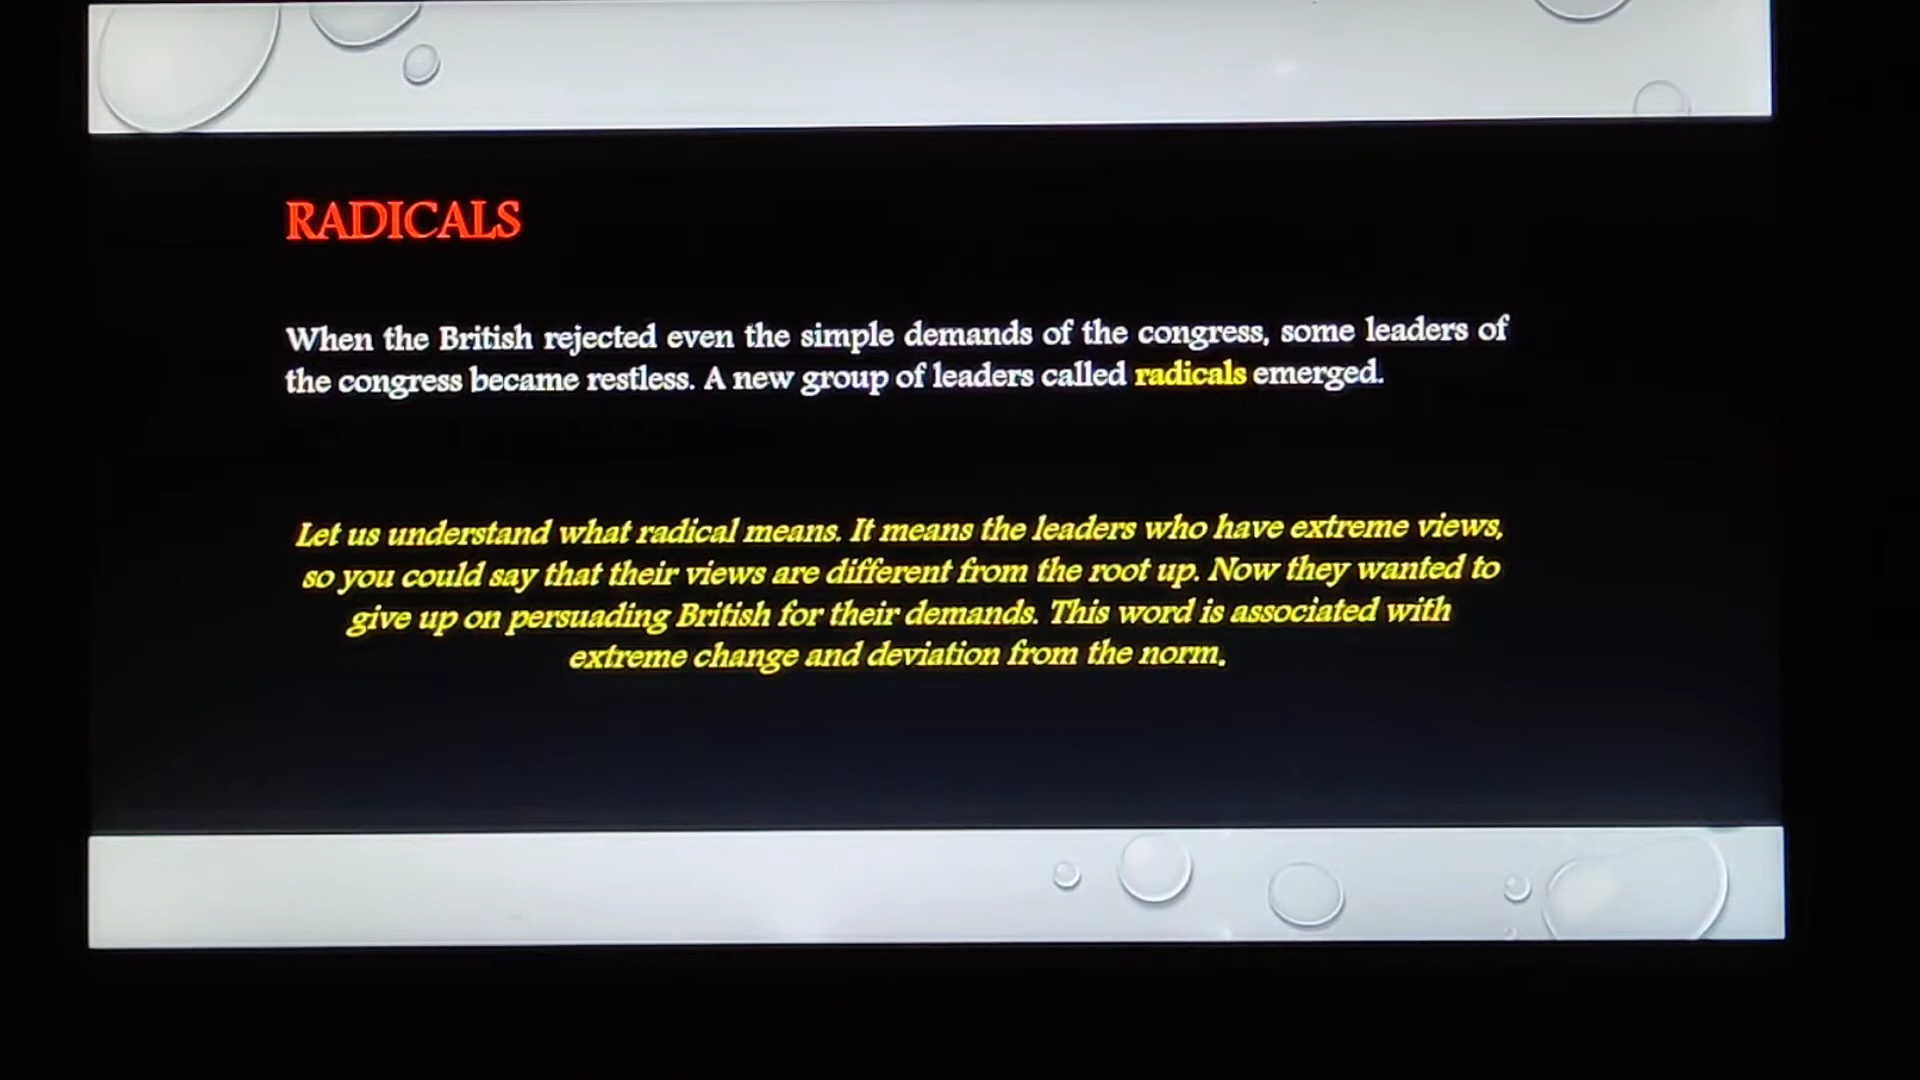 RADICALS
When the British rejected even the simple demands of the congress, some leaders of
the congress became restless. A new group of leaders called radicals emerged.
Let us understand what radical means. It means the leaders who have extreme views,
so you could say that their views are different from the root up. Now they wanted to
give up on persuading British for their demands. This word is associated with
extreme change and deviation from the norm.